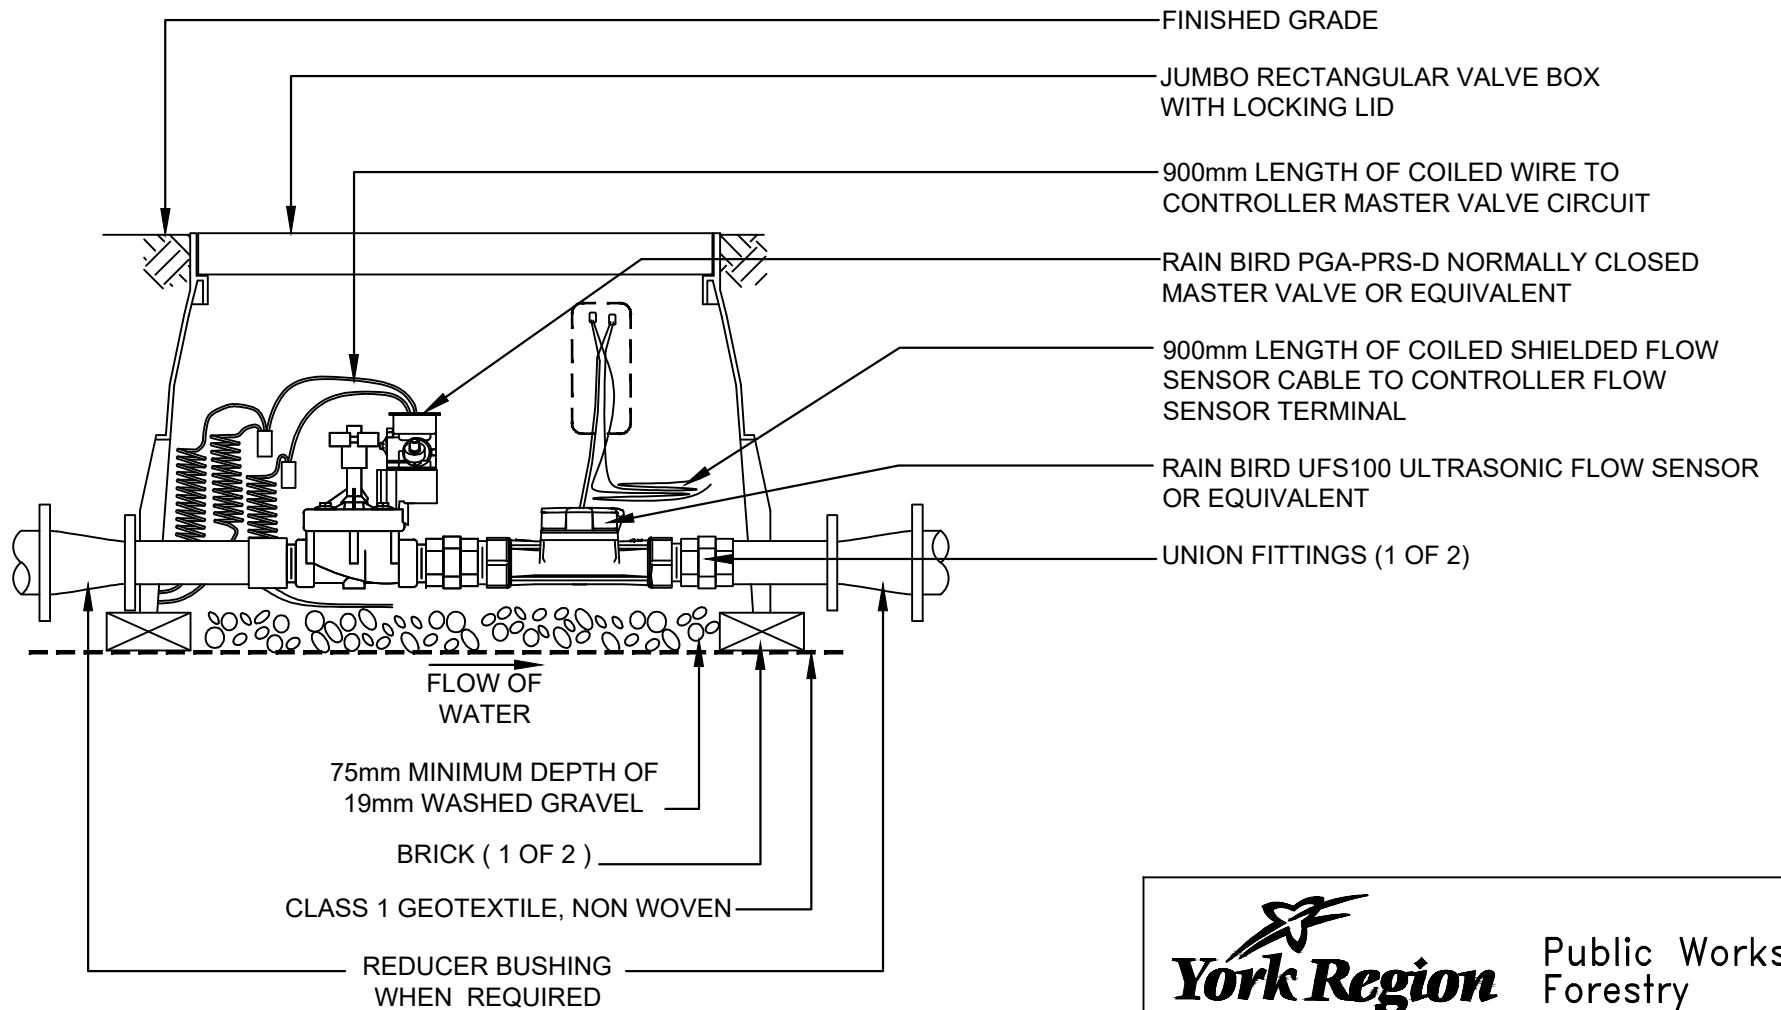 FINISHED GRADE
JUMBO RECTANGULAR VALVE BOX
WITH LOCKING LID
900mm LENGTH OF COILED WIRE TO
CONTROLLER MASTER VALVE CIRCUIT
RAIN BIRD PGA-PRS-D NORMALLY CLOSED
MASTER VALVE OR EQUIVALENT
900mm LENGTH OF COILED SHIELDED FLOW
SENSOR CABLE TO CONTROLLER FLOW
SENSOR TERMINAL
RAIN BIRD UFS100 ULTRASONIC FLOW SENSOR
OR EQUIVALENT
UNION FITTINGS (1 OF 2)
FLOW OF
WATER
75mm MINIMUM DEPTH OF
19mm WASHED GRAVEL
BRICK ( 1 OF 2 )
CLASS 1 GEOTEXTILE, NON WOVEN
REDUCER BUSHING
WHEN REQUIRED
York Region
Public Works
Forestry